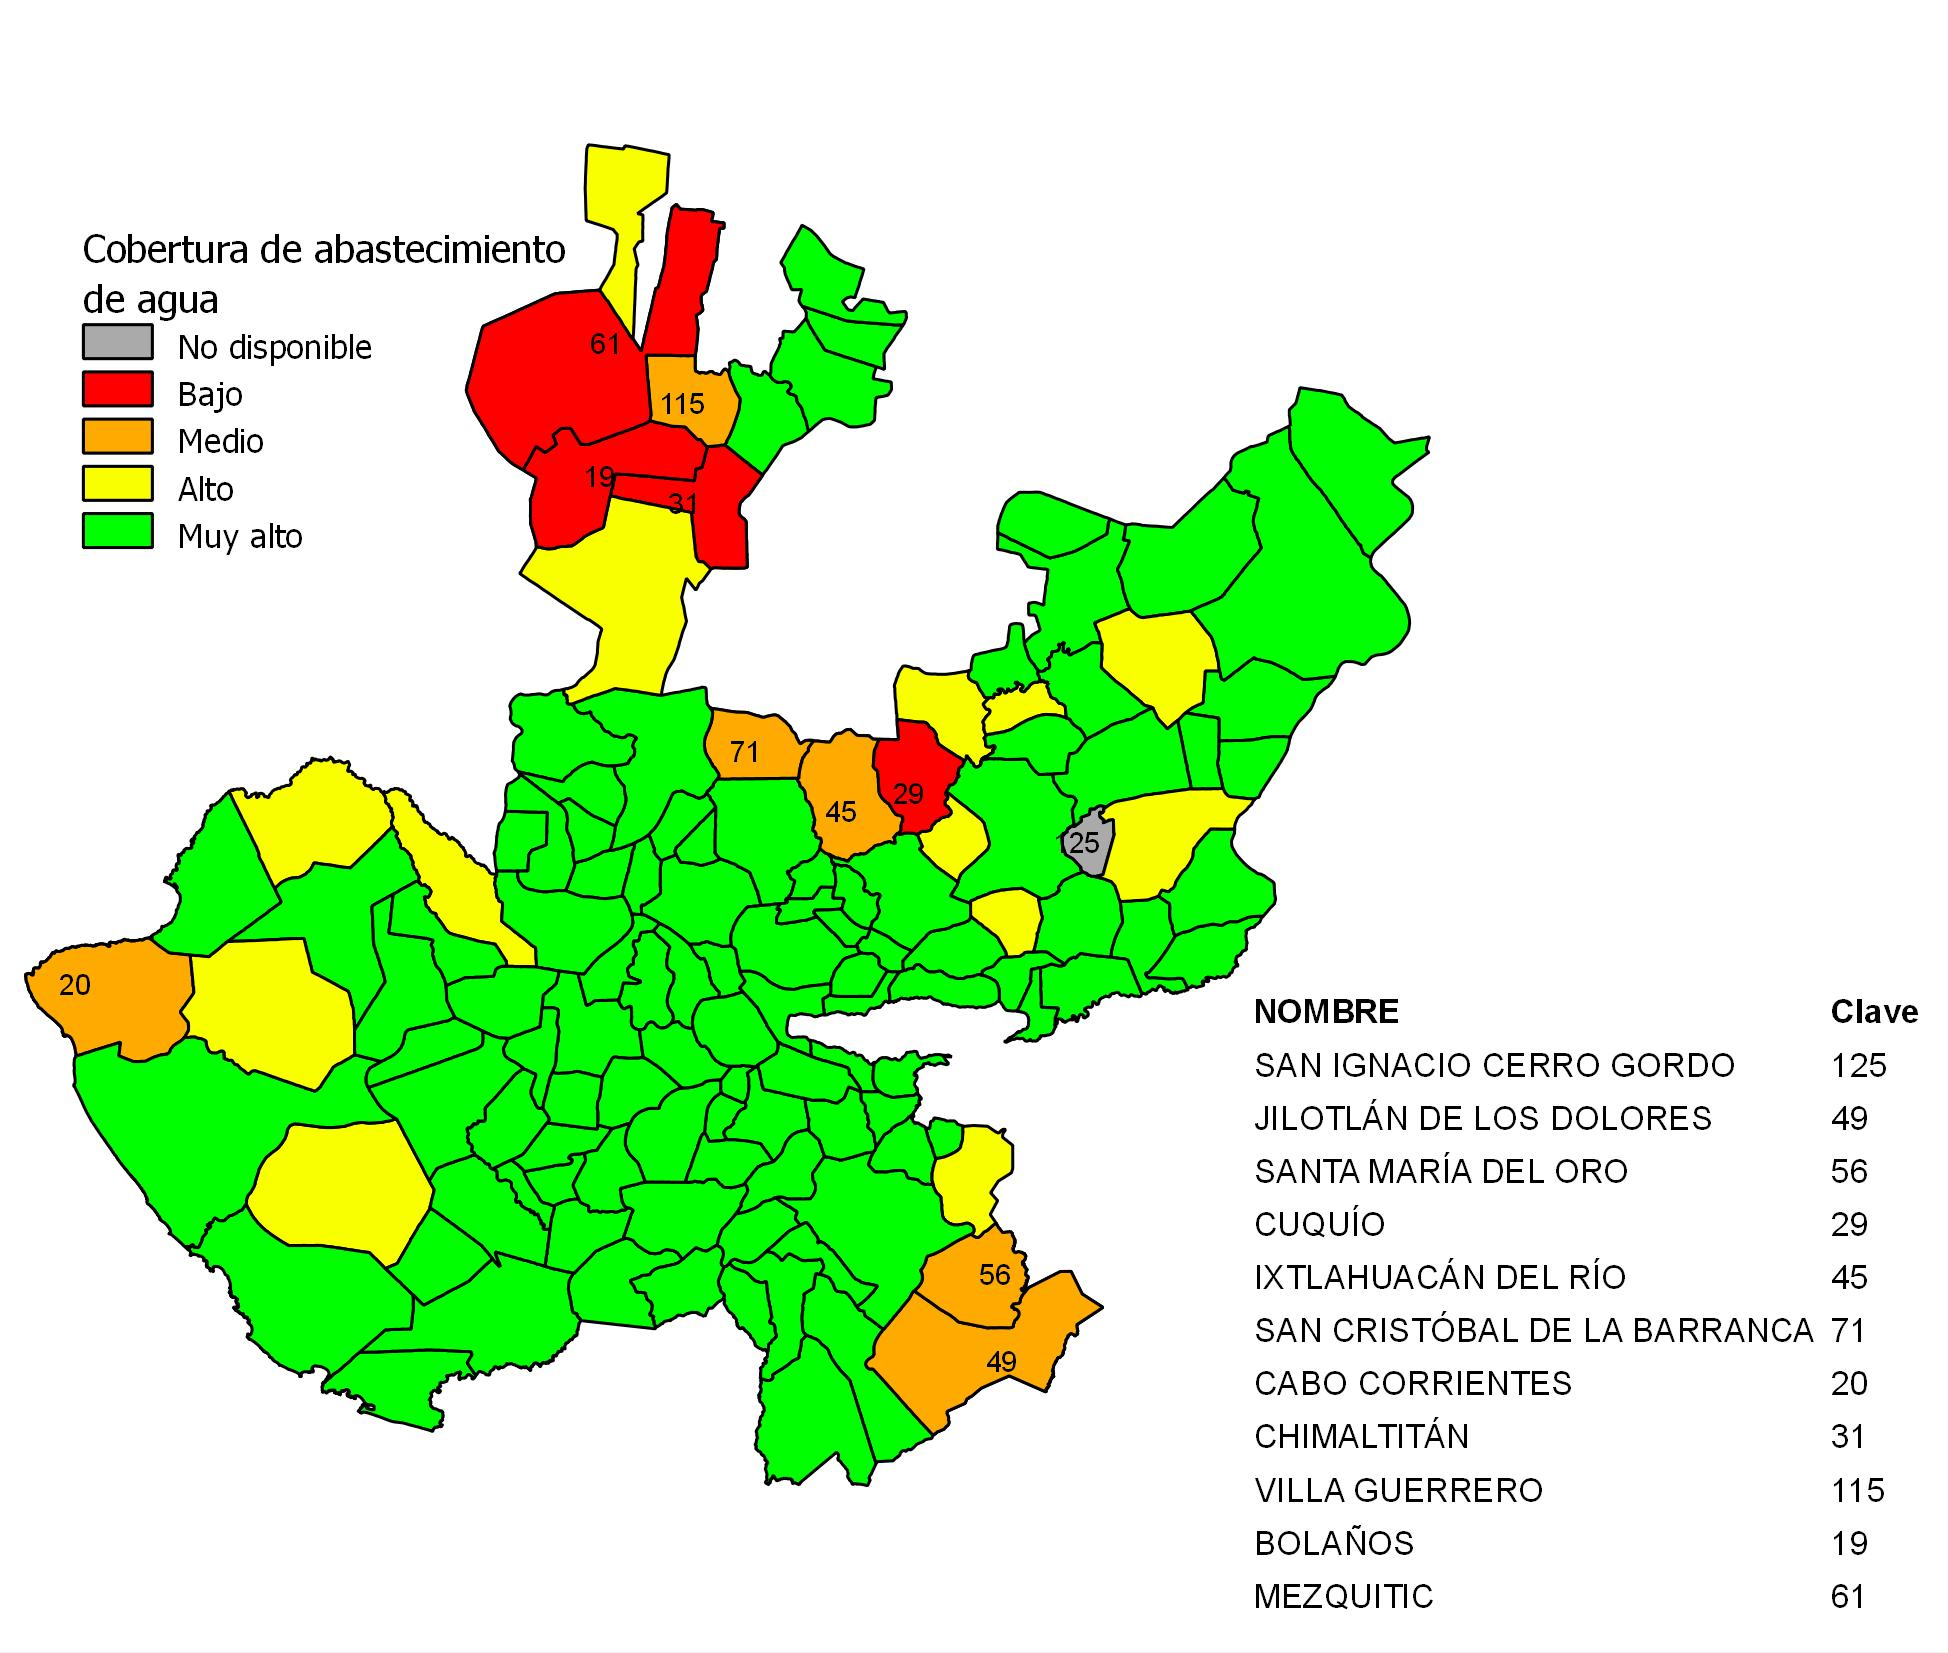 Cobertura de abastecimiento
de agua
No disponible
Bajo
Medio
Alto
Muy alto
61
115
19
31
71
45
29
25
20
56
49
NOMBRE Clave
SAN IGNACIO CERRO GORDO 125
JILOTLÁN DE LOS DOLORES 49
SANTA MARÍA DEL ORO 56
CUQUÍO 29
IXTLAHUACÁN DEL RÍO 45
SAN CRISTÓBAL DE LA BARRANCA 71
CABO CORRIENTES 20
CHIMALTITÁN 31
VILLA GUERRERO 115
BOLAÑOS 19
MEZQUITIC 61